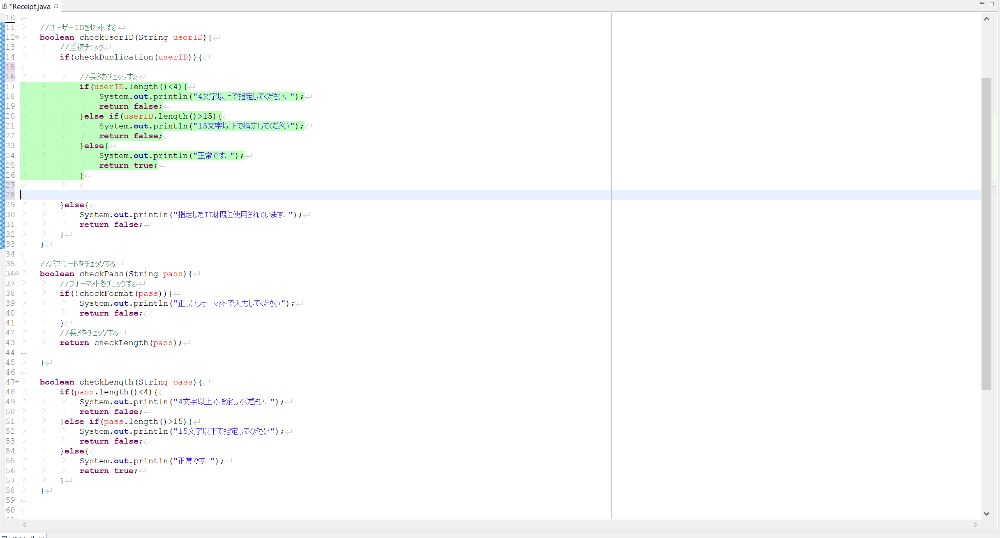 *Receipt.java
10
11 //ユーザーIDをセットする
12 boolean checkUserID(String userID){
13 //重複チェック
14 if(checkDuplication(userID)){
15
16 //長さをチェックする
17 if(userID.length()<4){
18 System.out.println("4文字以上で指定してください．");
19 return false;
20 }else if(userID.length()>15){
21 System.out.println("15文字以下で指定してください");
22 return false;
23 }else{
24 System.out.println("正常です．");
25 return true;
26 }
27
28
29 }else{
30 System.out.println("指定したIDは既に使用されています．");
31 return false;
32 }
33 }
34
35 //パスワードをチェックする
36 boolean checkPass(String pass){
37 //フォーマットをチェックする
38 if(!checkFormat(pass)){
39 System.out.println("正しいフォーマットで入力してください");
40 return false;
41 }
42 //長さをチェックする
43 return checkLength(pass);
44
45 }
46
47 boolean checkLength(String pass){
48 if(pass.length()<4){
49 System.out.println("4文字以上で指定してください．");
50 return false;
51 }else if(pass.length()>15){
52 System.out.println("15文字以下で指定してください");
53 return false;
54 }else{
55 System.out.println("正常です．");
56 return true;
57 }
58 }
59
60